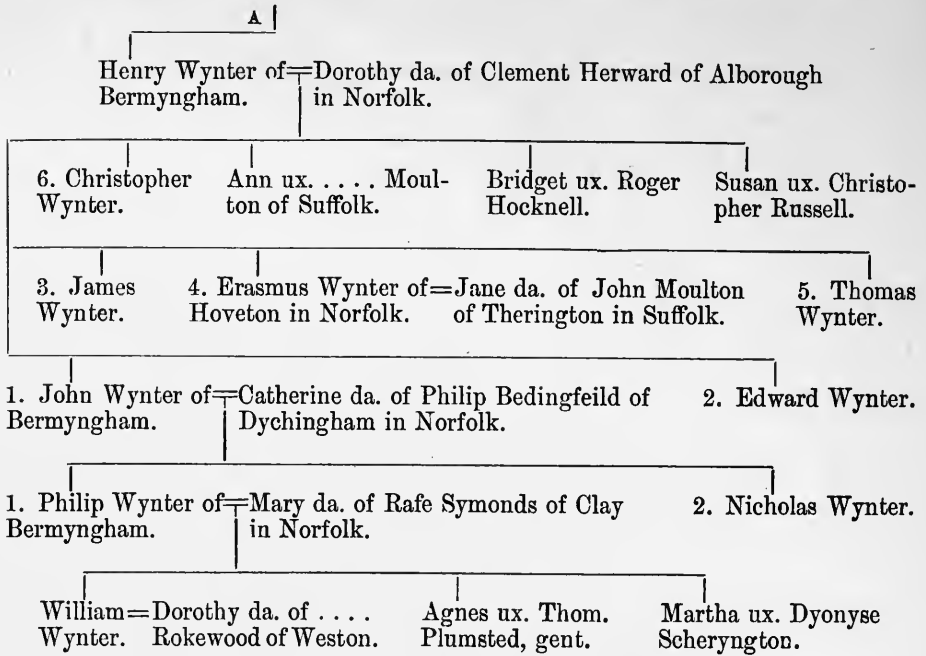 A
Henry Wynter of=Dorothy da. of Clement Herward of Alborough
Bermyngham. in Norfolk.
6. Christopher Ann ux. . . . . . Moul- Bridget ux. Roger Susan ux. Christo-
Wynter. ton of Suffolk. Hocknell. pher Russell.
3. James 4. Erasmus Wynter of=Jane da. of John Moulton 5. Thomas
Wynter. Hoveton in Norfolk. of Therington in Suffolk. Wynter.
1. John Wynter of=Catherine da. of Philip Bedingfeild of 2. Edward Wynter.
Bermyngham. Dychingham in Norfolk.
1. Philip Wynter of=Mary da. of Rafe Symonds of Clay 2. Nicholas Wynter.
Bermyngham. in Norfolk.
William=Dorothy da. of . . . . Agnes ux. Thom. Martha ux. Dyonyse
Wynter. Rokewood of Weston. Plumsted, gent. Scheryngton.